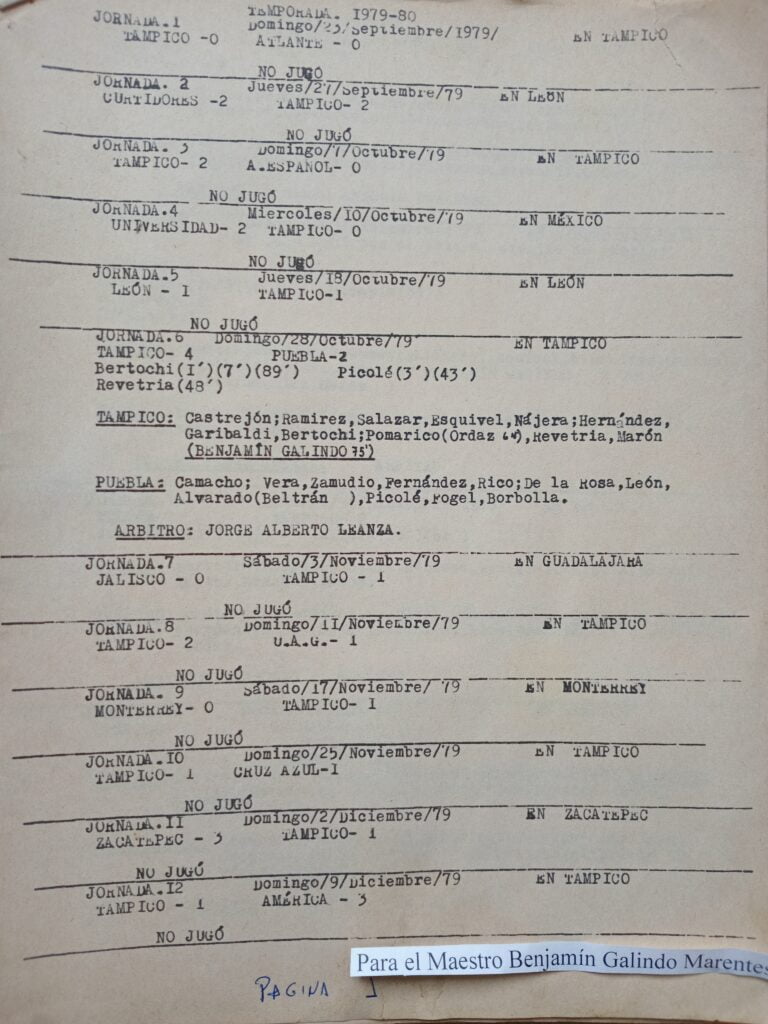 TEMPORADA. 1979-80
JORNADA.1 Domingo/23/Septiembre/1979/ EN TAMPICO
TAMPICO -0 ATLANTE - 0
NO JUGÓ
JORNADA. 2 Jueves/27/Septiembre/79 EN LEÓN
CURTIDORES -2 TAMPICO- 2
NO JUGÓ
JORNADA. 3 Domingo/7/Octubre/79 EN TAMPICO
TAMPICO- 2 A.ESPAÑOL- 0
NO JUGÓ
JORNADA.4 Miercoles/10/Octubre/79 EN MÉXICO
UNIVERSIDAD- 2 TAMPICO- 0
NO JUGÓ
JORNADA.5 Jueves/18/Octubre/79 EN LEÓN
LEÓN - 1 TAMPICO-1
NO JUGÓ
JORNADA.6 Domingo/28/Octubre/79 EN TAMPICO
TAMPICO- 4 PUEBLA-2
Bertochi(I´)(7´)(89´) Picolé(3´)(43´)
Revetria(48´)
TAMPICO: Castrejón;Ramirez,Salazar,Esquivel,Nájera;Hernández,
Garibaldi,Bertochi;Pomarico(Ordaz 64'),Revetria,Marón
(BENJAMÍN GALINDO 75')
PUEBLA: Camacho; Vera,Zamudio,Fernández,Rico;De la Rosa,León,
Alvarado(Beltrán ),Picolé,Fogel,Borbolla.
ARBITRO: JORGE ALBERTO LEANZA.
JORNADA.7 Sábado/3/Noviembre/79 EN GUADALAJARA
JALISCO - 0 TAMPICO - 1
NO JUGÓ
JORNADA.8 Domingo/II/Noviembre/79 EN TAMPICO
TAMPICO- 2 U.A.G.- 1
NO JUGÓ
JORNADA. 9 Sábado/17/Noviembre/ 79 EN MONTERREY
MONTERREY- 0 TAMPICO- 1
NO JUGÓ
JORNADA.IO Domingo/25/Noviembre/79 EN TAMPICO
TAMPICO- 1 CRUZ AZUL-1
NO JUGÓ
JORNADA.II Domingo/2/Diciembre/79 EN ZACATEPEC
ZACATEPEC - 3 TAMPICO- 1
NO JUGÓ
JORNADA.I2 Domingo/9/Diciembre/79 EN TAMPICO
TAMPICO - 1 AMÉRICA - 3
NO JUGÓ
Para el Maestro Benjamín Galindo Marentes
PAGINA 1